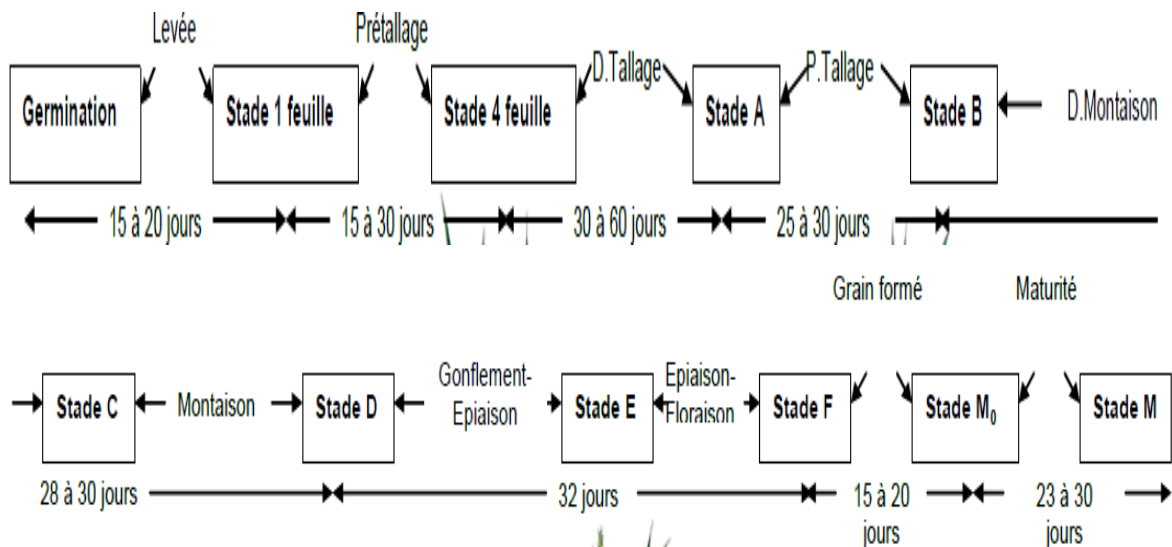 Levée
Prétallage
D.Tallage
P.Tallage
Germination
Stade 1 feuille
Stade 4 feuille
Stade A
Stade B
D.Montaison
15 à 20 jours
15 à 30 jours
30 à 60 jours
25 à 30 jours
Grain formé
Maturité
Stade C
Montaison
Stade D
Gonflement-
Epiaison
Stade E
Epiaison-
Floraison
Stade F
Stade M₀
Stade M
28 à 30 jours
32 jours
15 à 20
jours
23 à 30
jours